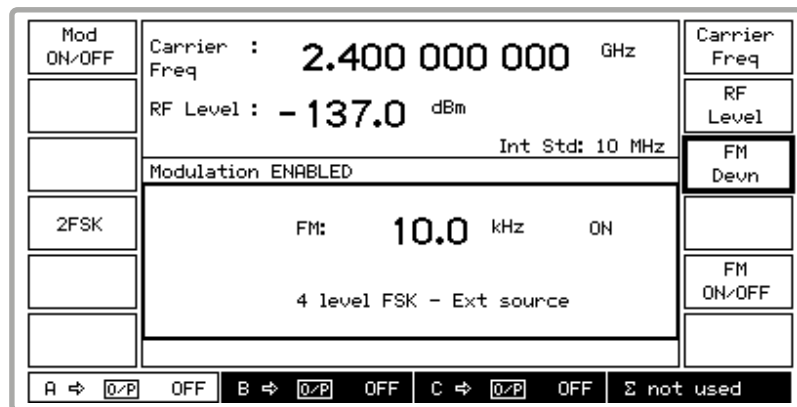 Mod
ON/OFF
2FSK
Carrier :
Freq
2.400 000 000 GHz
RF Level : -137.0 dBm
Int Std: 10 MHz
Modulation ENABLED
FM: 10.0 kHz ON
4 level FSK - Ext source
Carrier
Freq
RF
Level
FM
Devn
FM
ON/OFF
A ⇨ O/P OFF B ⇨ O/P OFF C ⇨ O/P OFF Σ not used